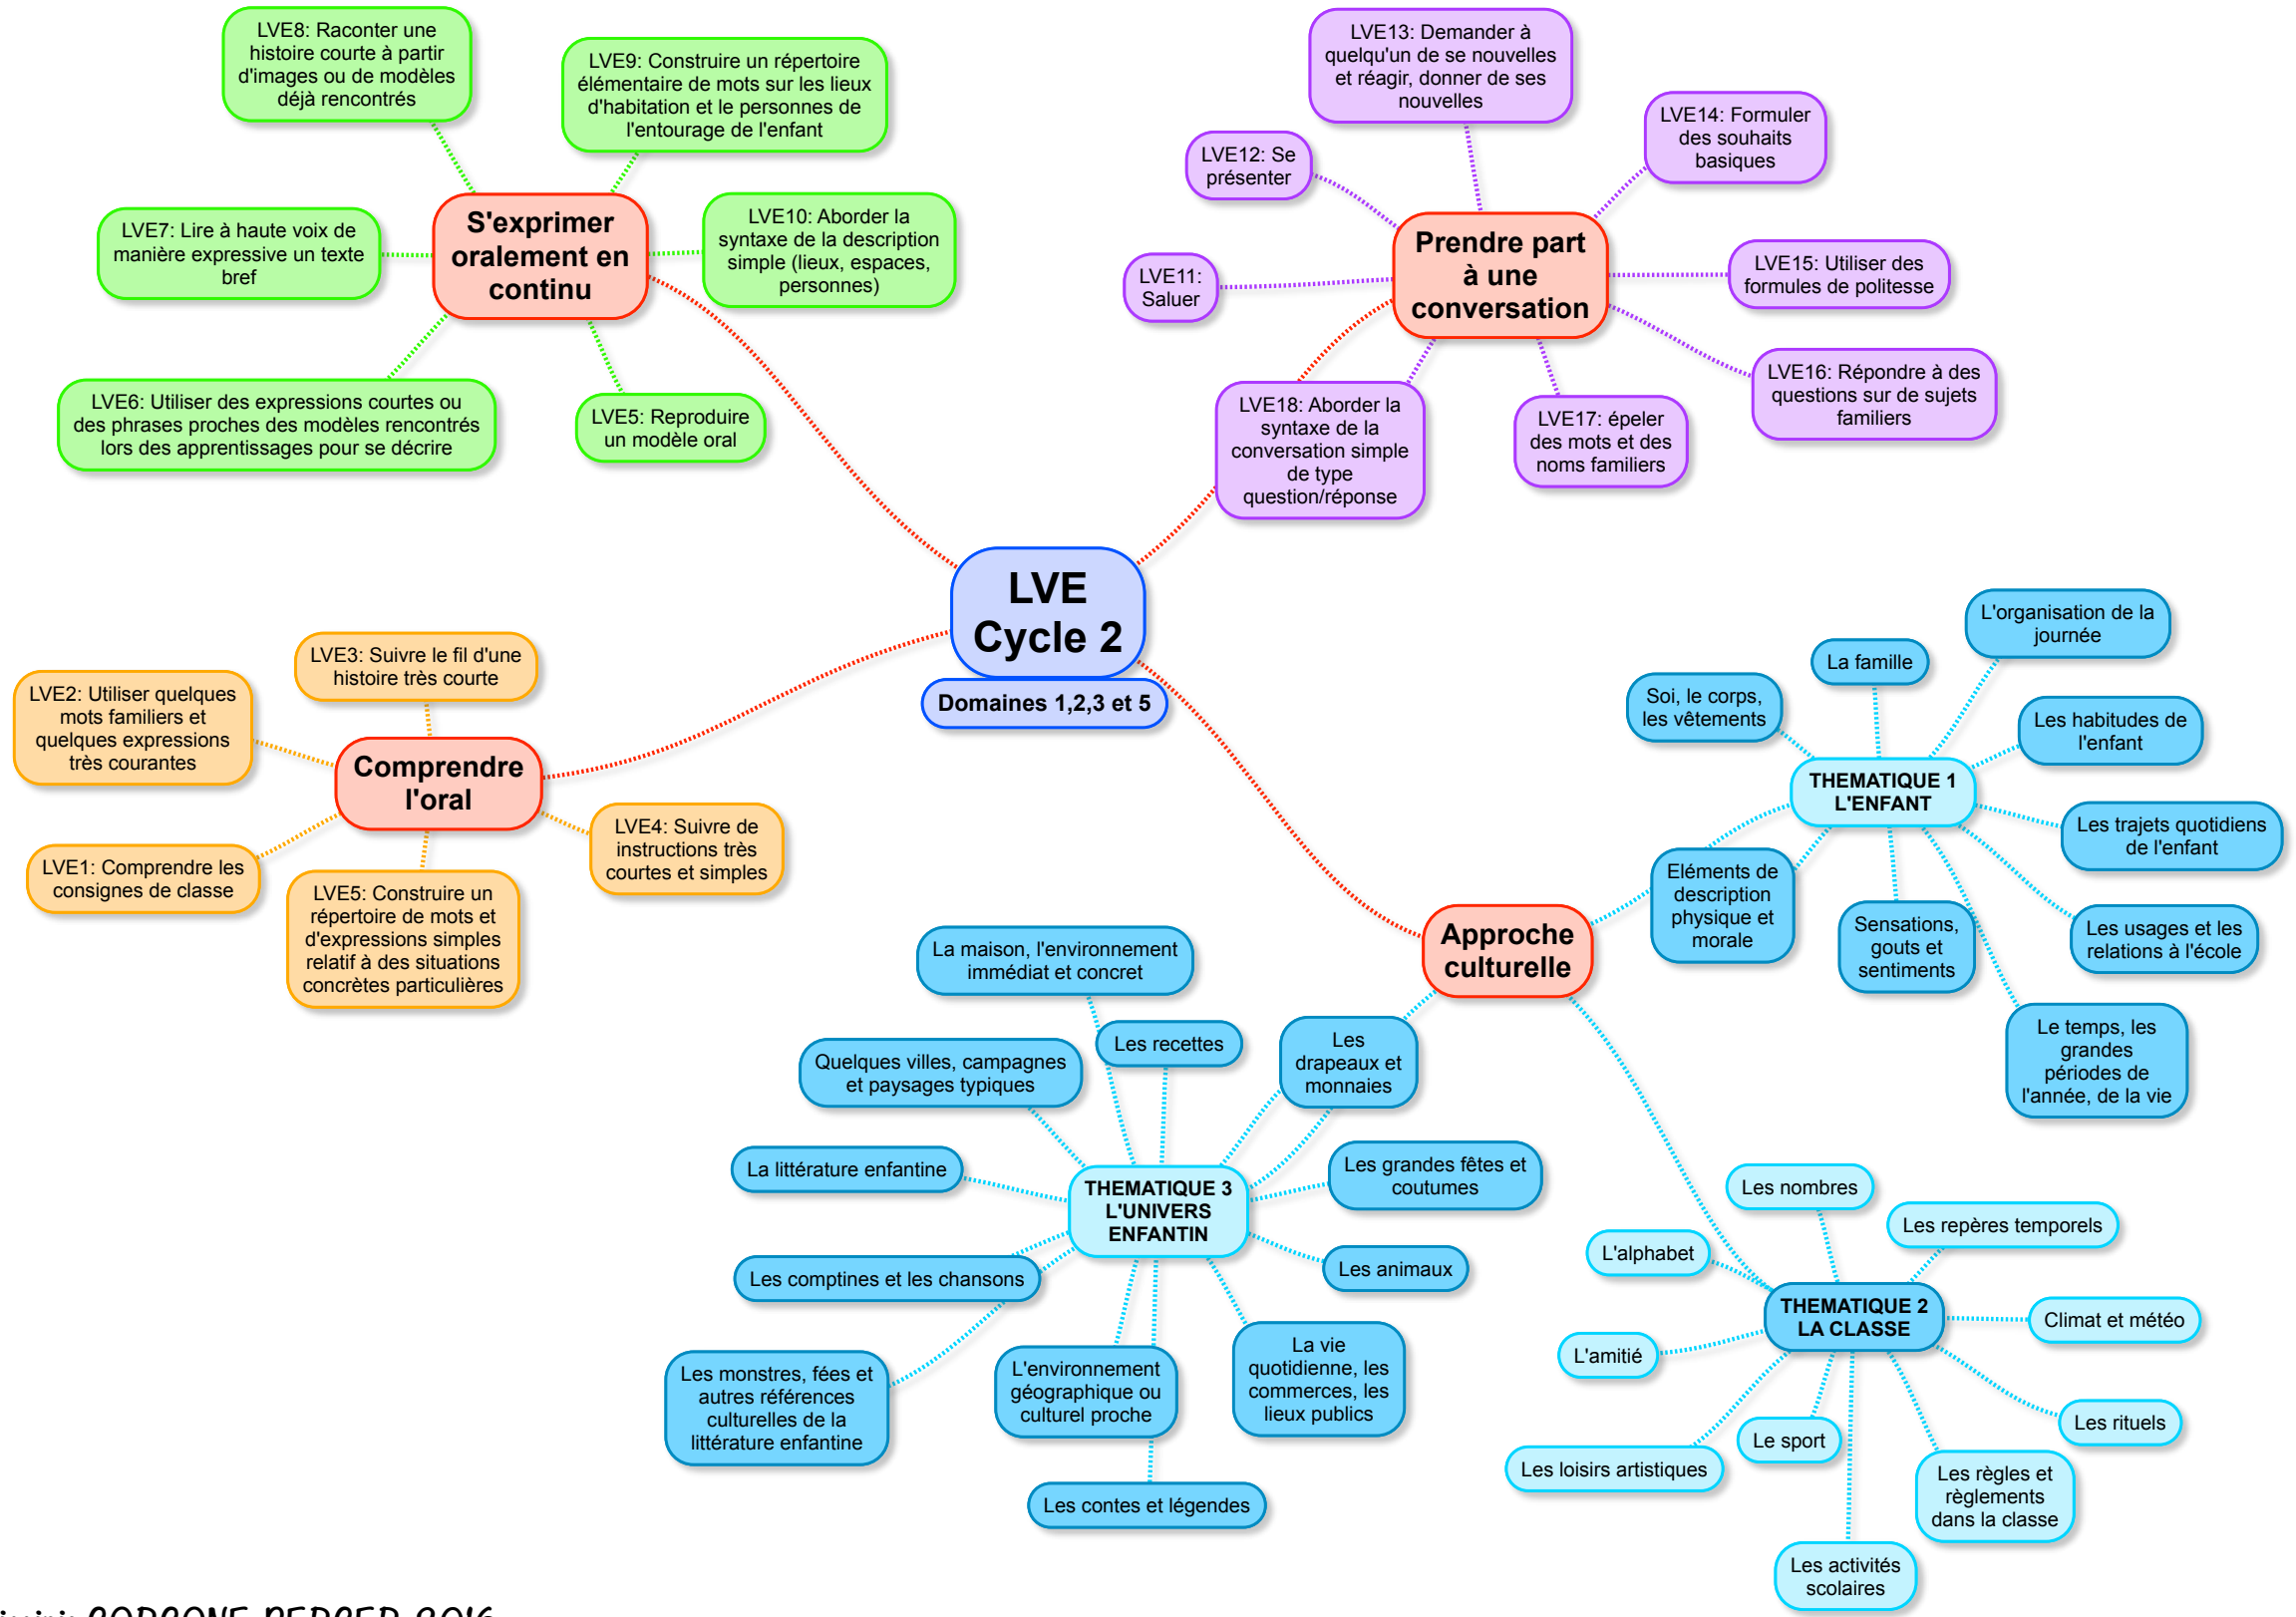 LVE8: Raconter une
histoire courte à partir
d'images ou de modèles
déjà rencontrés
LVE9: Construire un répertoire
élémentaire de mots sur les lieux
d'habitation et le personnes de
l'entourage de l'enfant
LVE7: Lire à haute voix de
manière expressive un texte
bref
S'exprimer
oralement en
continu
LVE10: Aborder la
syntaxe de la description
simple (lieux, espaces,
personnes)
LVE6: Utiliser des expressions courtes ou
des phrases proches des modèles rencontrés
lors des apprentissages pour se décrire
LVE5: Reproduire
un modèle oral
LVE13: Demander à
quelqu'un de se nouvelles
et réagir, donner de ses
nouvelles
LVE14: Formuler
des souhaits
basiques
LVE12: Se
présenter
LVE11:
Saluer
Prendre part
à une
conversation
LVE15: Utiliser des
formules de politesse
LVE16: Répondre à des
questions sur de sujets
familiers
LVE18: Aborder la
syntaxe de la
conversation simple
de type
question/réponse
LVE17: épeler
des mots et des
noms familiers
LVE
Cycle 2
Domaines 1,2,3 et 5
LVE3: Suivre le fil d'une
histoire très courte
LVE2: Utiliser quelques
mots familiers et
quelques expressions
très courantes
Comprendre
l'oral
LVE1: Comprendre les
consignes de classe
LVE4: Suivre de
instructions très
courtes et simples
LVE5: Construire un
répertoire de mots et
d'expressions simples
relatif à des situations
concrètes particulières
Approche
culturelle
L'organisation de la
journée
La famille
Soi, le corps,
les vêtements
Les habitudes de
l'enfant
THEMATIQUE 1
L'ENFANT
Les trajets quotidiens
de l'enfant
Eléments de
description
physique et
morale
Sensations,
gouts et
sentiments
Les usages et les
relations à l'école
Le temps, les
grandes
périodes de
l'année, de la vie
La maison, l'environnement
immédiat et concret
Les recettes
Les
drapeaux et
monnaies
Quelques villes, campagnes
et paysages typiques
La littérature enfantine
THEMATIQUE 3
L'UNIVERS
ENFANTIN
Les grandes fêtes et
coutumes
Les comptines et les chansons
Les animaux
Les monstres, fées et
autres références
culturelles de la
littérature enfantine
L'environnement
géographique ou
culturel proche
La vie
quotidienne, les
commerces, les
lieux publics
Les contes et légendes
Les nombres
Les repères temporels
L'alphabet
THEMATIQUE 2
LA CLASSE
Climat et météo
L'amitié
Les rituels
Le sport
Les loisirs artistiques
Les règles et
règlements
dans la classe
Les activités
scolaires
2016